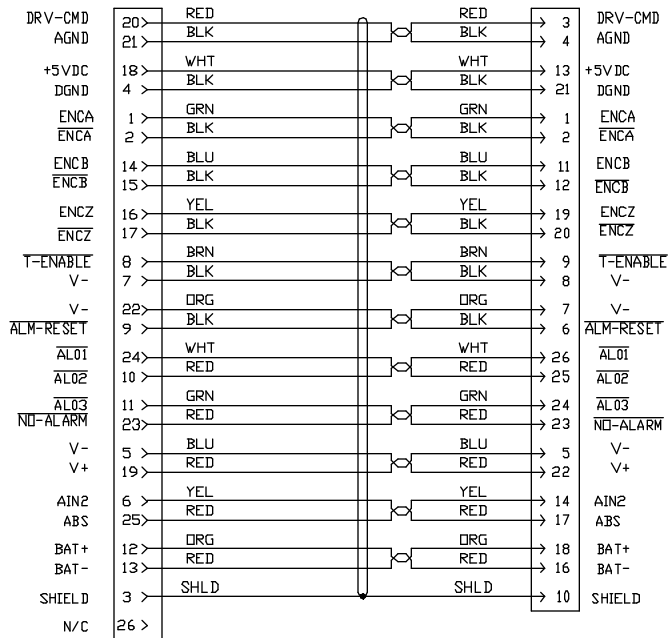 DRV-CMD 20 RED RED 3 DRV-CMD
AGND 21 BLK BLK 4 AGND
+5VDC 18 WHT WHT 13 +5VDC
DGND 4 BLK BLK 21 DGND
ENCA 1 GRN GRN 1 ENCA
ENCA 2 BLK BLK 2 ENCA
ENCB 14 BLU BLU 11 ENCB
ENCB 15 BLK BLK 12 ENCB
ENCZ 16 YEL YEL 19 ENCZ
ENCZ 17 BLK BLK 20 ENCZ
T-ENABLE 8 BRN BRN 9 T-ENABLE
V- 7 BLK BLK 8 V-
V- 22 ORG ORG 7 V-
ALM-RESET 9 BLK BLK 6 ALM-RESET
AL01 24 WHT WHT 26 AL01
AL02 10 RED RED 25 AL02
AL03 11 GRN GRN 24 AL03
NO-ALARM 23 RED RED 23 NO-ALARM
V- 5 BLU BLU 5 V-
V+ 19 RED RED 22 V+
AIN2 6 YEL YEL 14 AIN2
ABS 25 RED RED 17 ABS
BAT+ 12 ORG ORG 18 BAT+
BAT- 13 RED RED 16 BAT-
SHIELD 3 SHLD SHLD 10 SHIELD
N/C 26